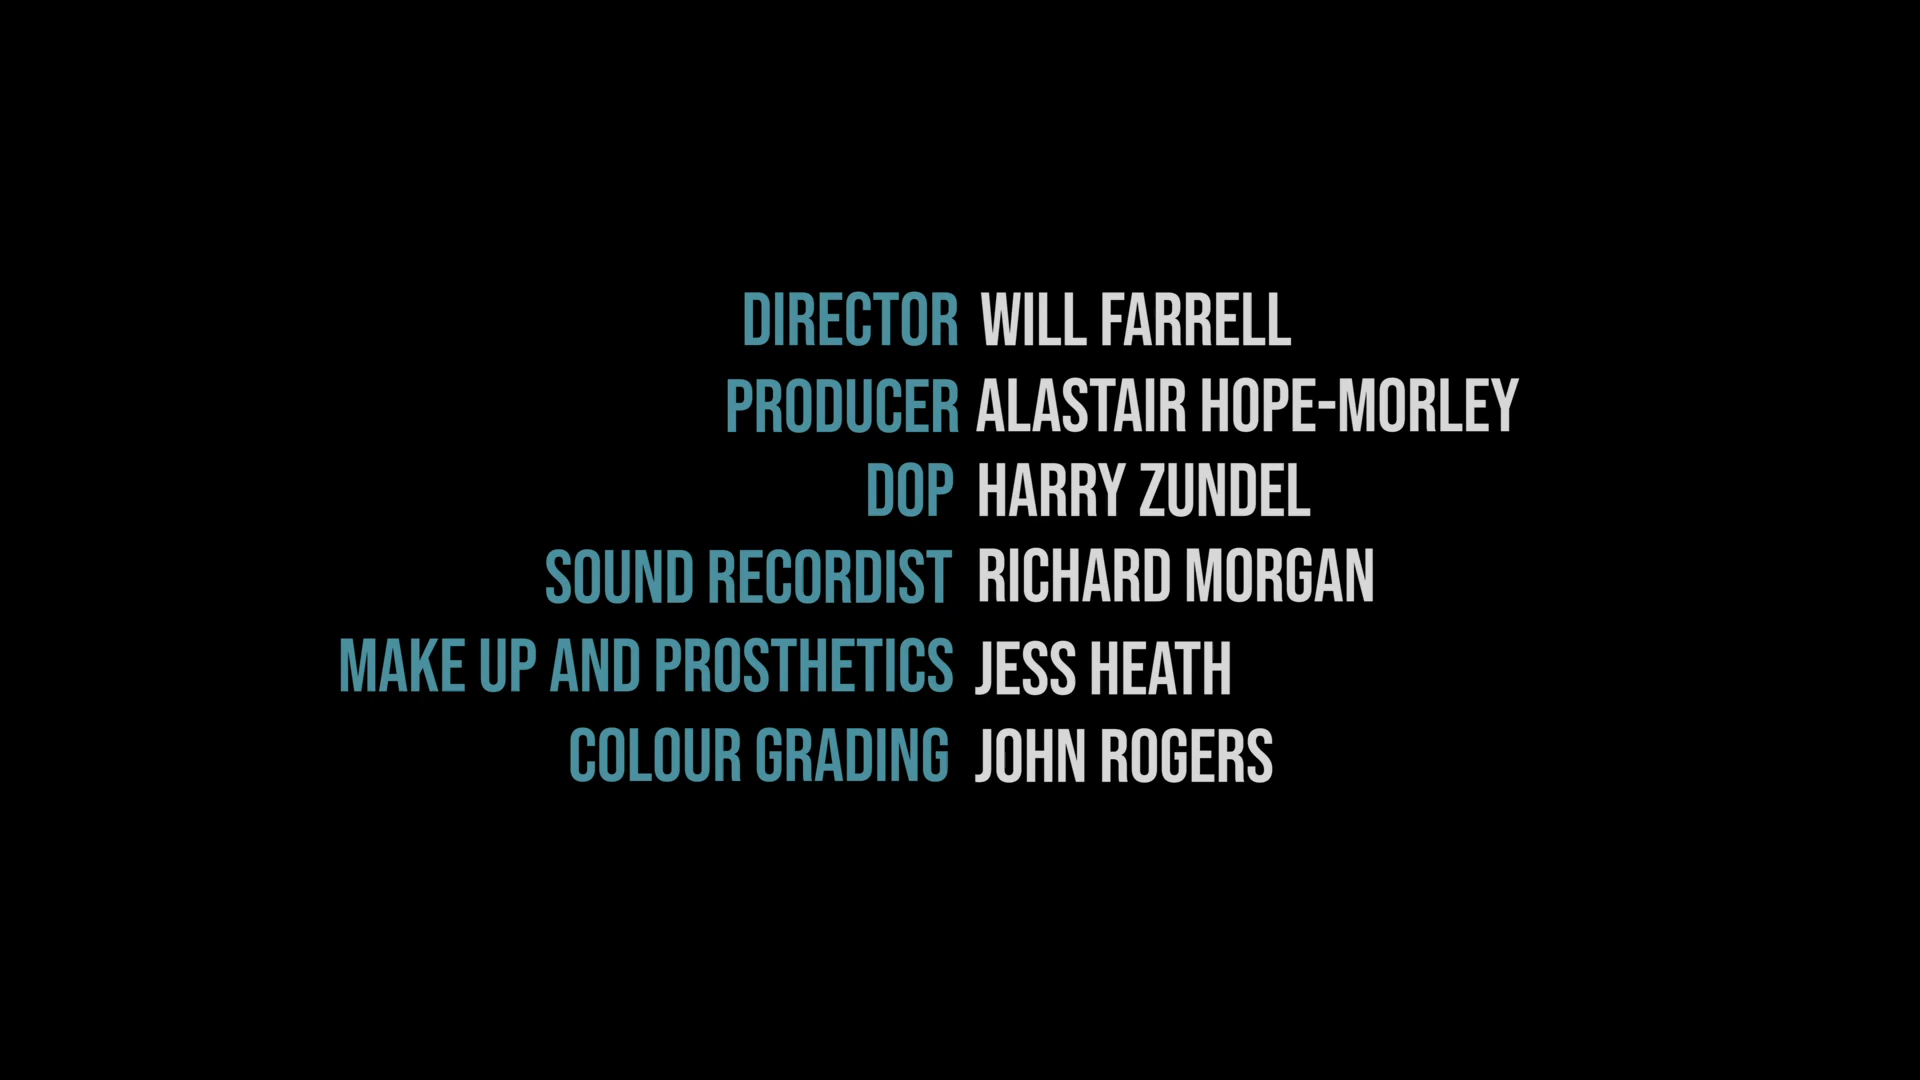 DIRECTOR WILL FARRELL
PRODUCER ALASTAIR HOPE-MORLEY
DOP HARRY ZUNDEL
SOUND RECORDIST RICHARD MORGAN
MAKE UP AND PROSTHETICS JESS HEATH
COLOUR GRADING JOHN ROGERS